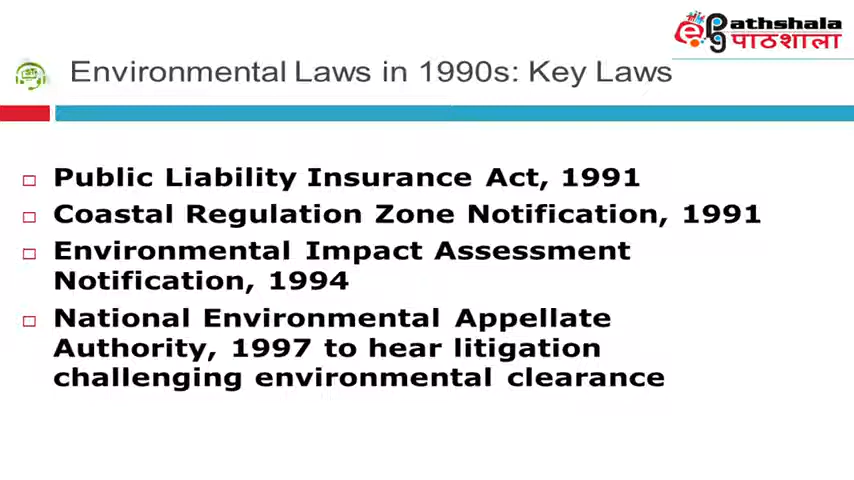 ePathshala
पाठशाला
Environmental Laws in 1990s: Key Laws
Public Liability Insurance Act, 1991
Coastal Regulation Zone Notification, 1991
Environmental Impact Assessment
Notification, 1994
National Environmental Appellate
Authority, 1997 to hear litigation
challenging environmental clearance